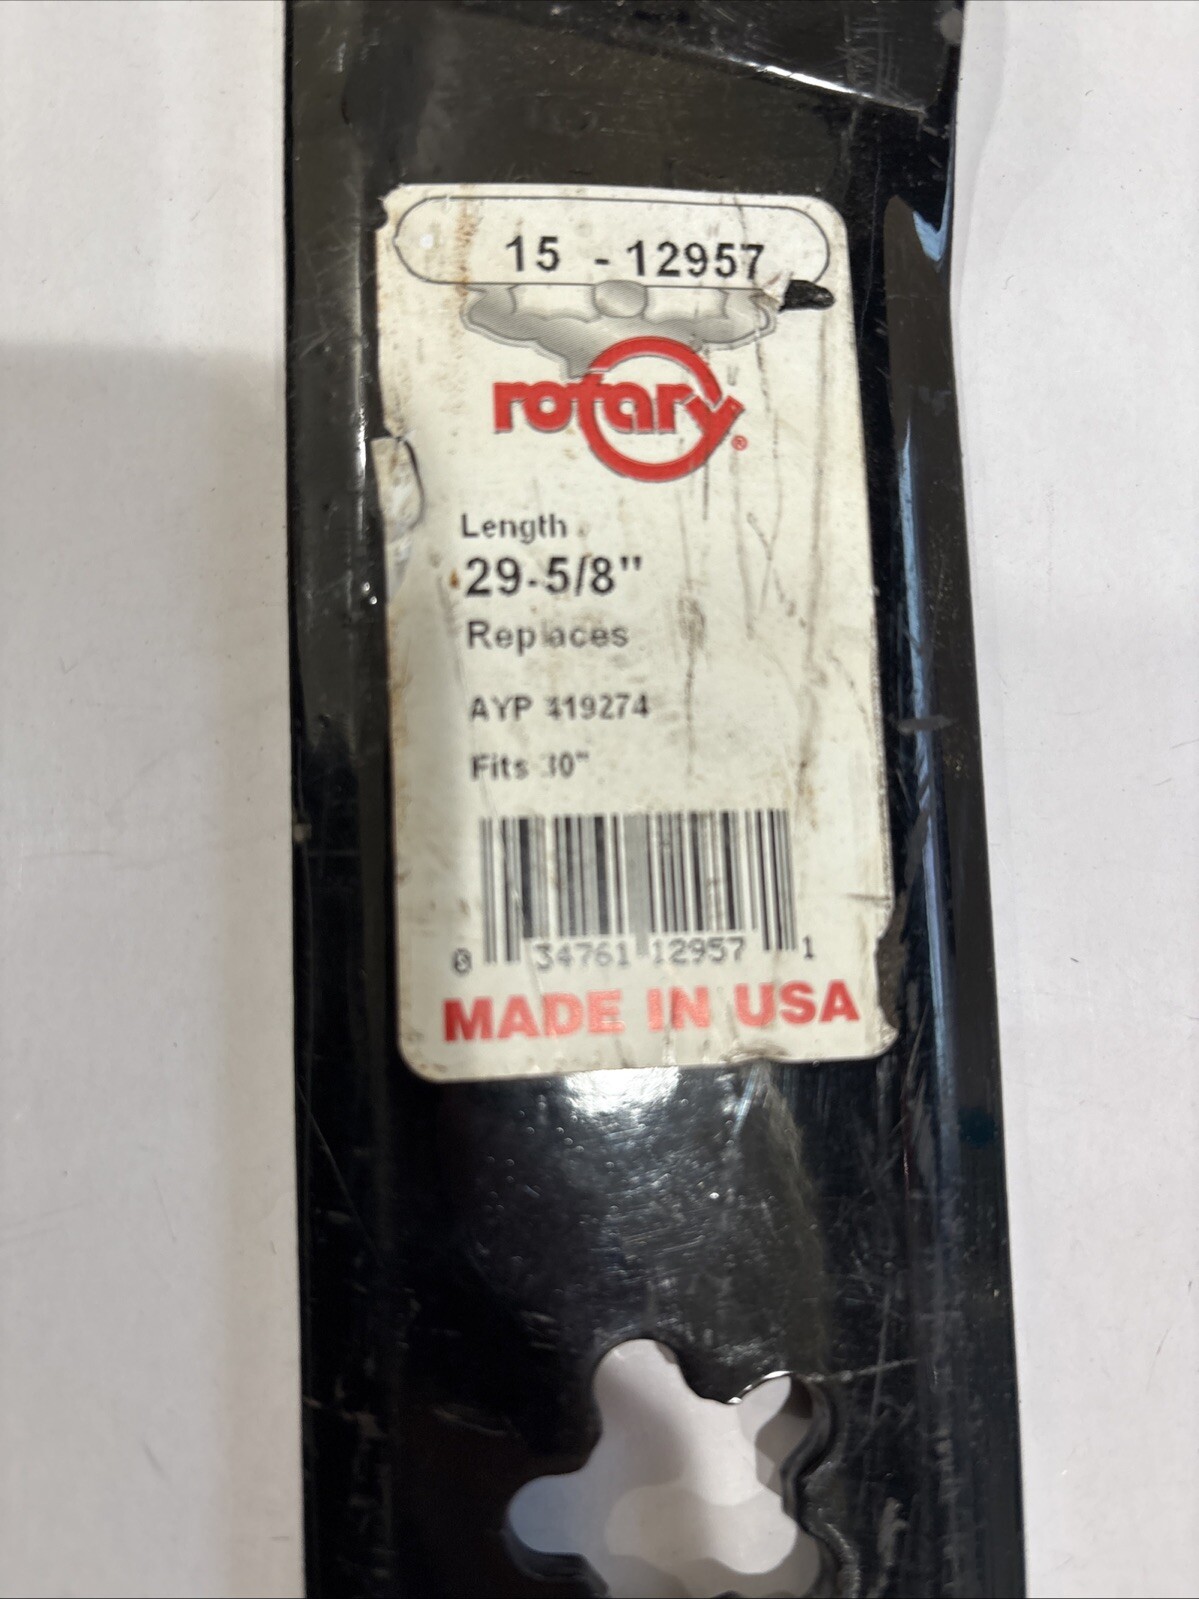 15 - 12957
rotary®
Length
29-5/8"
Replaces
AYP 419274
Fits 30"
0 34761 12957 1
MADE IN USA